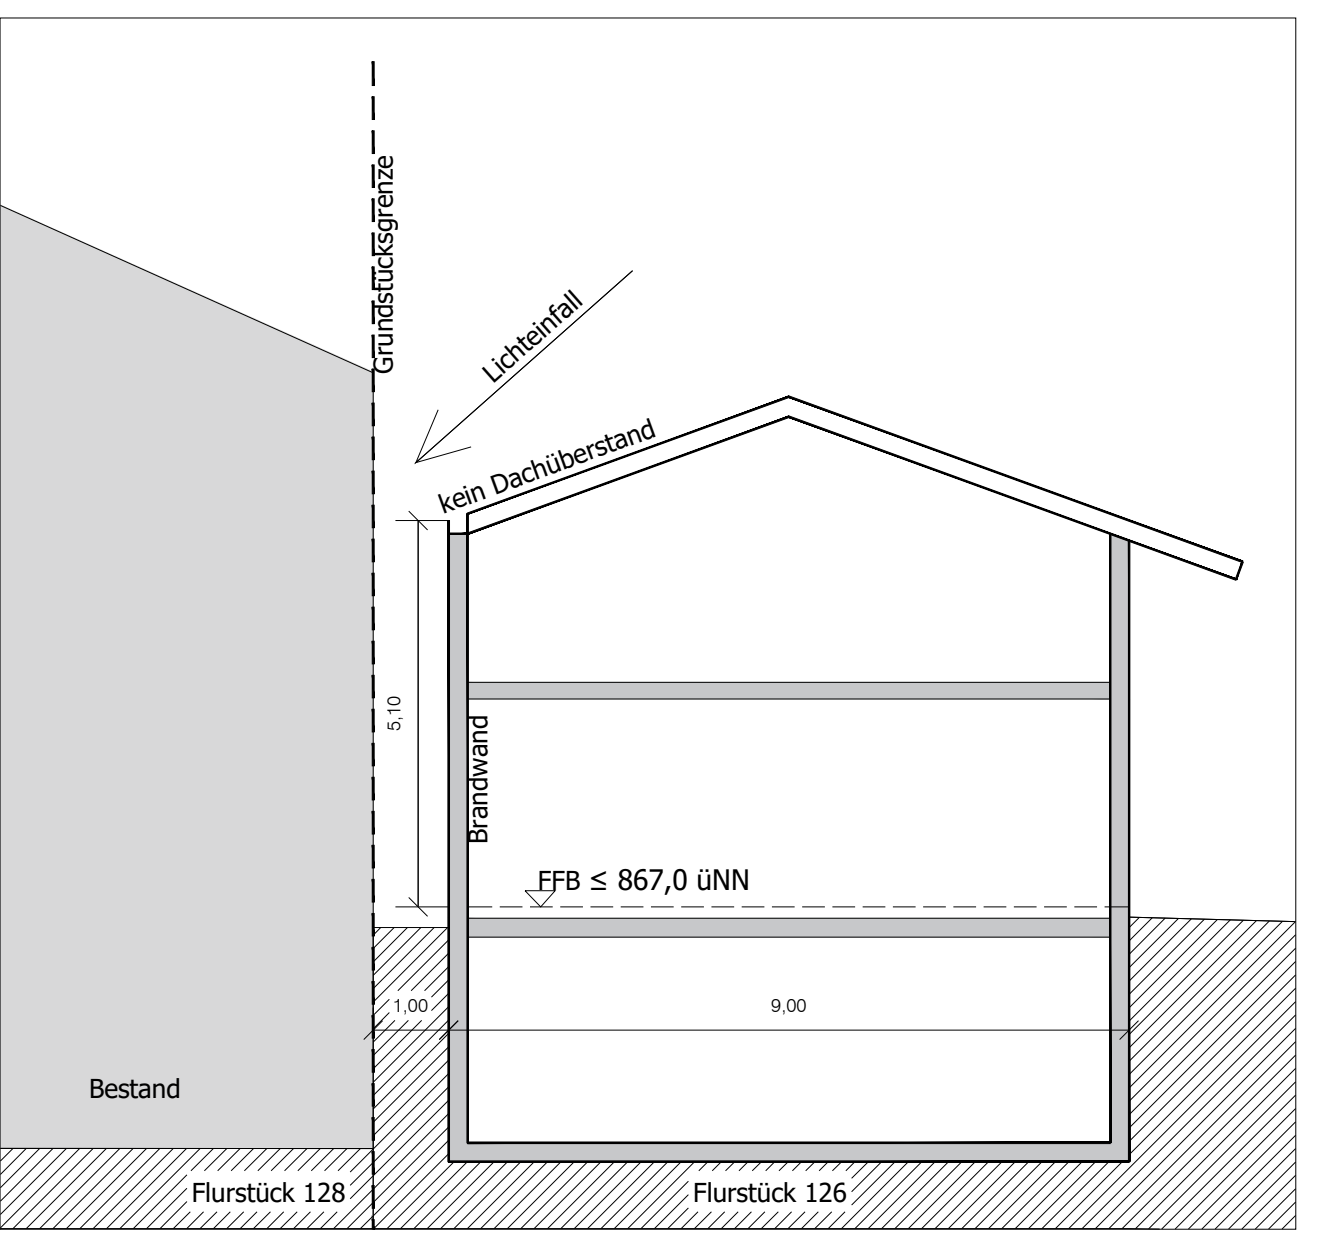 Grundstücksgrenze
Lichteinfall
kein Dachüberstand
5,10
Brandwand
FFB ≤ 867,0 üNN
1,00
9,00
Bestand
Flurstück 128
Flurstück 126